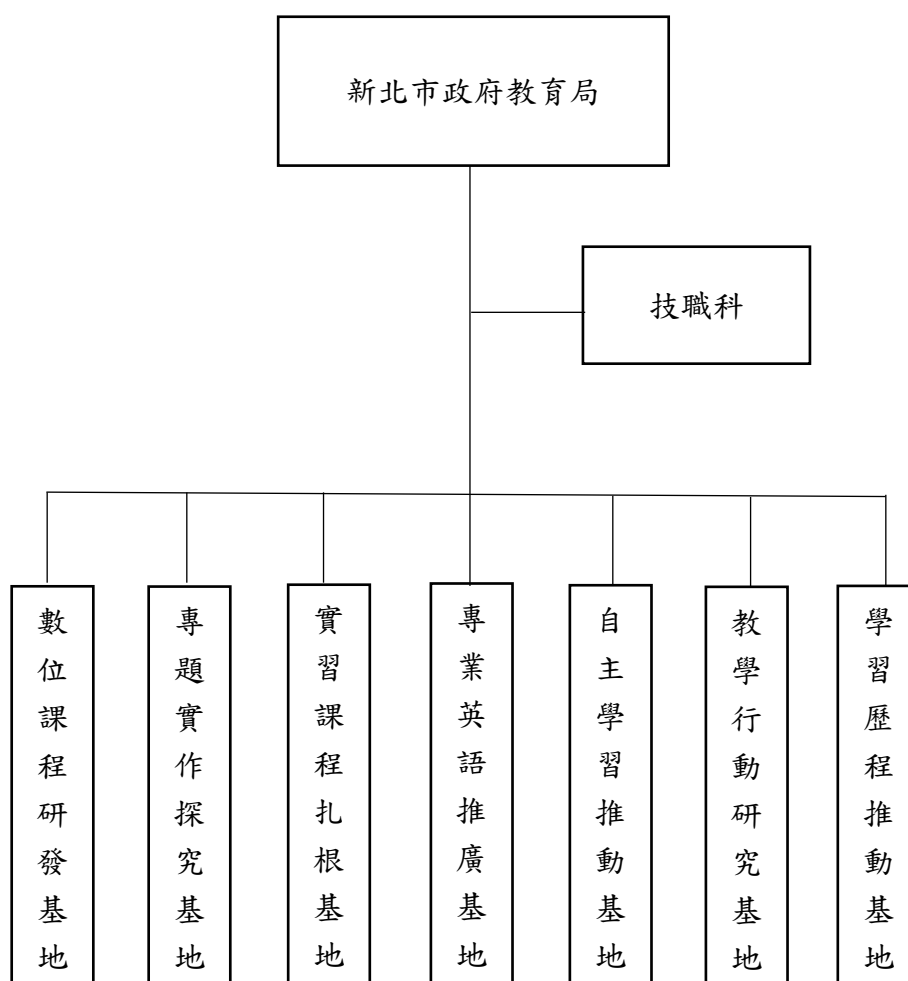 新北市政府教育局
技職科
數位課程研發基地
專題實作探究基地
實習課程扎根基地
專業英語推廣基地
自主學習推動基地
教學行動研究基地
學習歷程推動基地